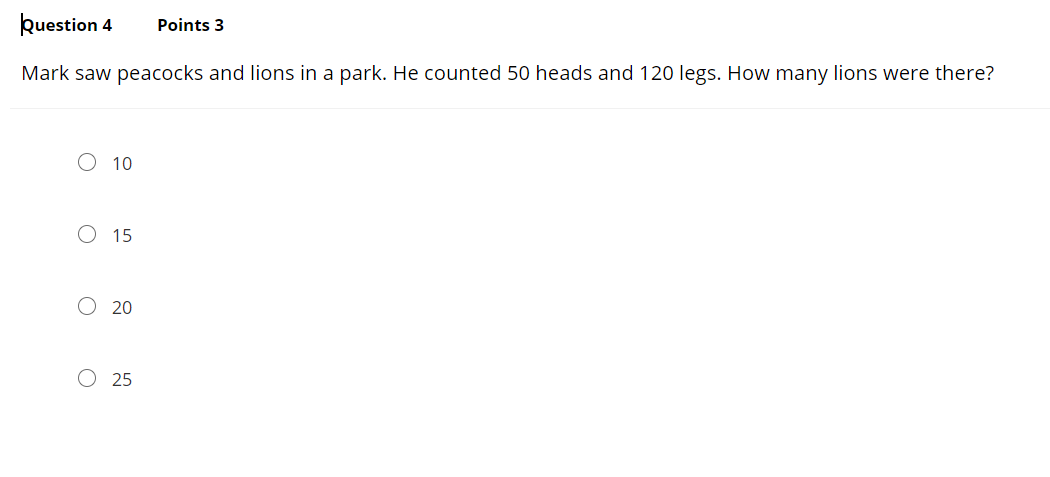 Question 4 Points 3
Mark saw peacocks and lions in a park. He counted 50 heads and 120 legs. How many lions were there?
10
15
20
25